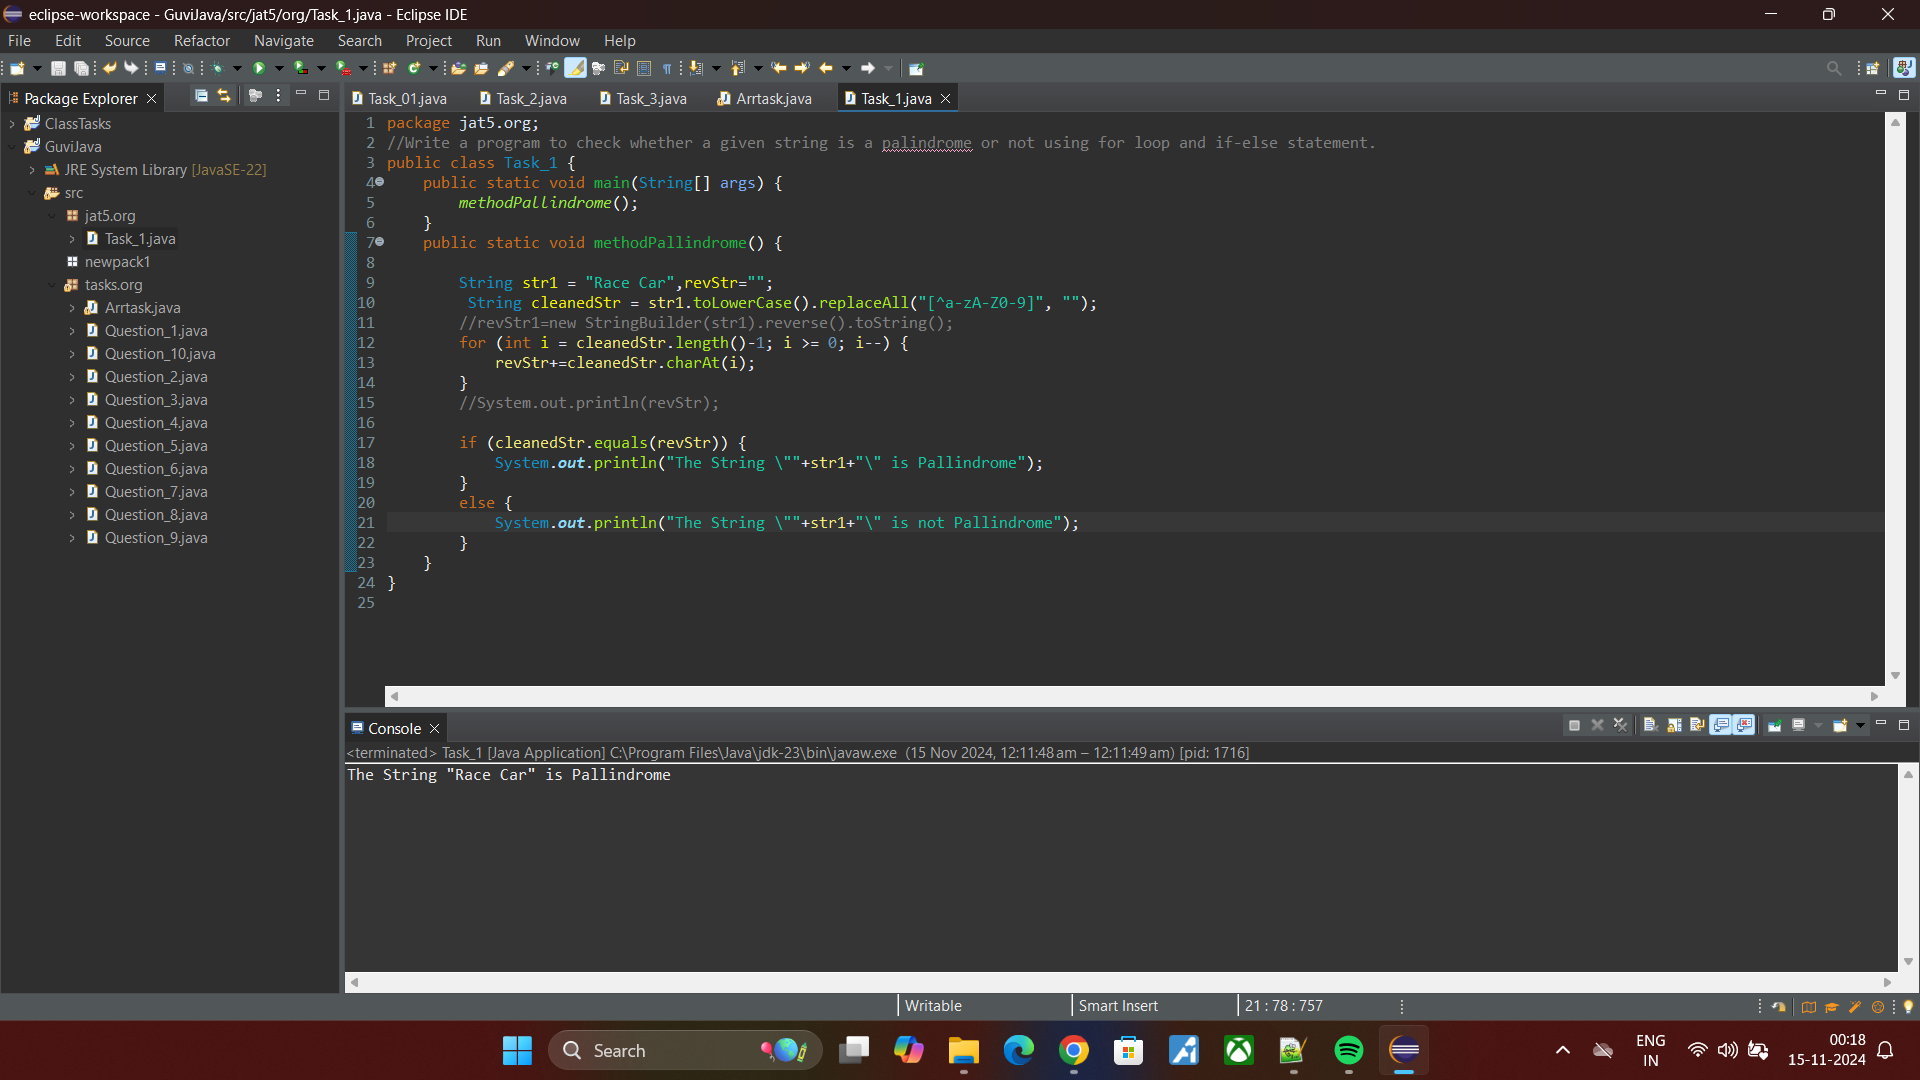 eclipse-workspace - GuviJava/src/jat5/org/Task_1.java - Eclipse IDE
File Edit Source Refactor Navigate Search Project Run Window Help
Package Explorer
ClassTasks
GuviJava
JRE System Library [JavaSE-22]
src
jat5.org
Task_1.java
newpack1
tasks.org
Arrtask.java
Question_1.java
Question_10.java
Question_2.java
Question_3.java
Question_4.java
Question_5.java
Question_6.java
Question_7.java
Question_8.java
Question_9.java
Task_01.java Task_2.java Task_3.java Arrtask.java Task_1.java
1 package jat5.org;
2 //Write a program to check whether a given string is a palindrome or not using for loop and if-else statement.
3 public class Task_1 {
4     public static void main(String[] args) {
5         methodPallindrome();
6     }
7     public static void methodPallindrome() {
8
9         String str1 = "Race Car",revStr="";
10          String cleanedStr = str1.toLowerCase().replaceAll("[^a-zA-Z0-9]", "");
11         //revStr1=new StringBuilder(str1).reverse().toString();
12         for (int i = cleanedStr.length()-1; i >= 0; i--) {
13             revStr+=cleanedStr.charAt(i);
14         }
15         //System.out.println(revStr);
16
17         if (cleanedStr.equals(revStr)) {
18             System.out.println("The String \""+str1+"\" is Pallindrome");
19         }
20         else {
21             System.out.println("The String \""+str1+"\" is not Pallindrome");
22         }
23     }
24 }
25
Console
<terminated> Task_1 [Java Application] C:\Program Files\Java\jdk-23\bin\javaw.exe (15 Nov 2024, 12:11:48 am – 12:11:49 am) [pid: 1716]
The String "Race Car" is Pallindrome
Writable Smart Insert 21 : 78 : 757
Search
ENG
IN
00:18
15-11-2024